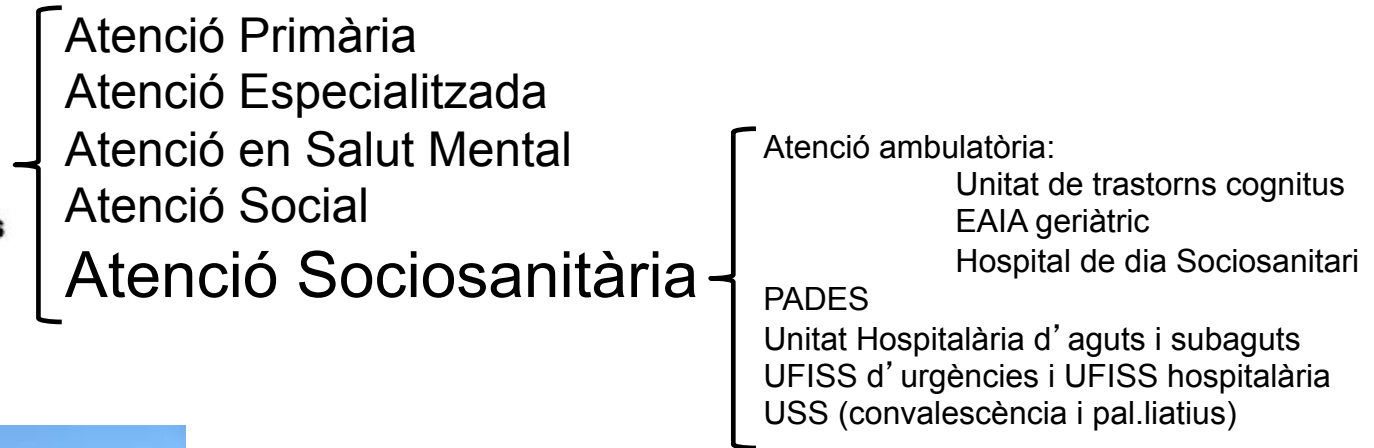 Atenció Primària
Atenció Especialitzada
Atenció en Salut Mental
Atenció Social
Atenció Sociosanitària
Atenció ambulatòria:
Unitat de trastorns cognitus
EAIA geriàtric
Hospital de dia Sociosanitari
PADES
Unitat Hospitalària d’aguts i subaguts
UFISS d’urgències i UFISS hospitalària
USS (convalescència i pal.liatius)